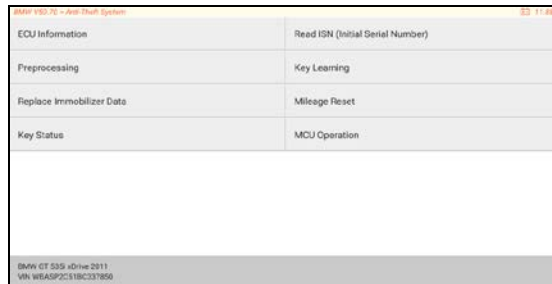 BMW V50.70 > Anti-Theft System
ECU Information
Read ISN (Initial Serial Number)
Preprocessing
Key Learning
Replace Immobilizer Data
Mileage Reset
Key Status
MCU Operation
BMW GT 535i xDrive 2011
VIN